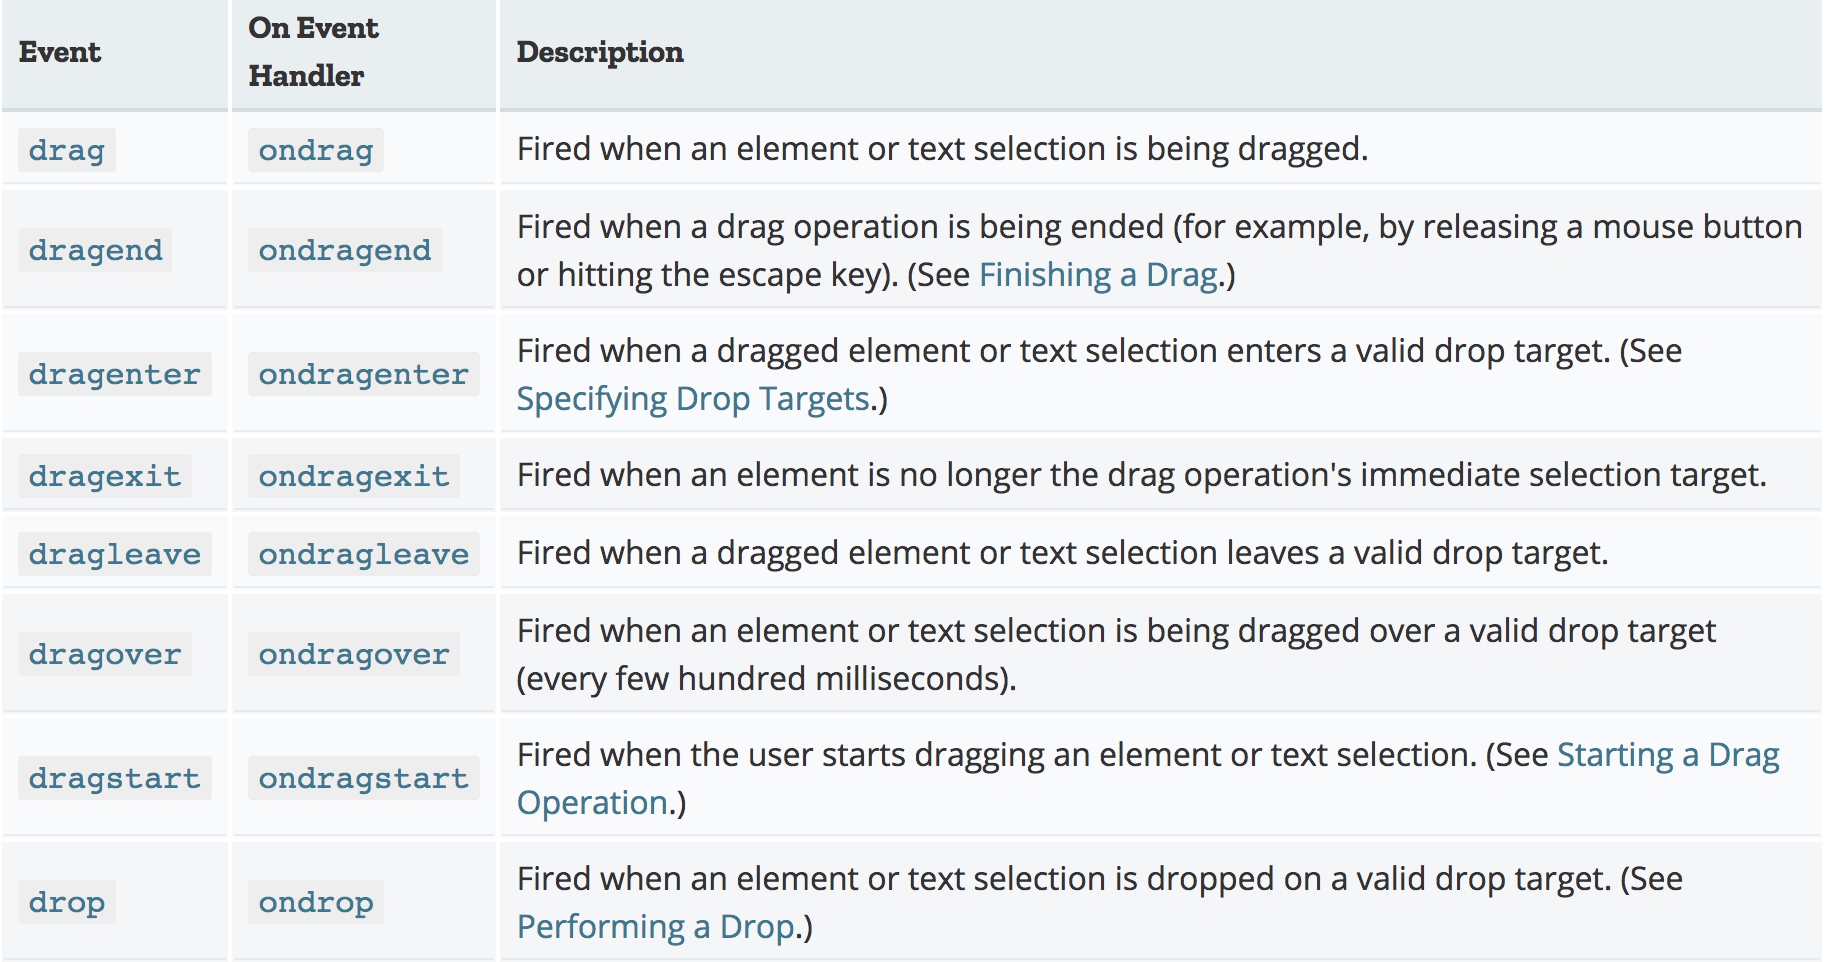 Event
On Event
Handler
Description
drag
ondrag
Fired when an element or text selection is being dragged.
dragend
ondragend
Fired when a drag operation is being ended (for example, by releasing a mouse button
or hitting the escape key). (See Finishing a Drag.)
dragenter
ondragenter
Fired when a dragged element or text selection enters a valid drop target. (See
Specifying Drop Targets.)
dragexit
ondragexit
Fired when an element is no longer the drag operation's immediate selection target.
dragleave
ondragleave
Fired when a dragged element or text selection leaves a valid drop target.
dragover
ondragover
Fired when an element or text selection is being dragged over a valid drop target
(every few hundred milliseconds).
dragstart
ondragstart
Fired when the user starts dragging an element or text selection. (See Starting a Drag
Operation.)
drop
ondrop
Fired when an element or text selection is dropped on a valid drop target. (See
Performing a Drop.)